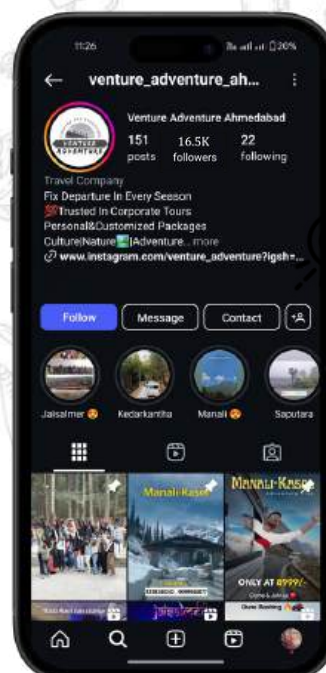 11:26
20%
venture_adventure_ah...
Venture Adventure Ahmedabad
151 16.5K 22
posts followers following
Travel Company
Fix Departure In Every Season
💯Trusted In Corporate Tours
Personal&Customized Packages
Culture|Nature🏞️|Adventure... more
www.instagram.com/venture_adventure?igsh=...
Follow Message Contact
Jaisalmer 😍 Kedarkantha Manali 😍 Saputara
Manali-Kasol
MANALI-KASOL
ONLY AT 8999/-